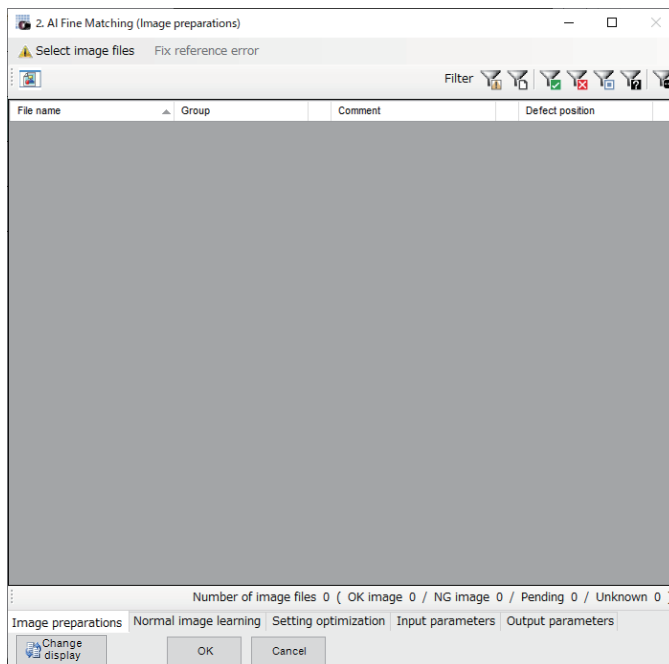 2. AI Fine Matching (Image preparations)
Select image files Fix reference error
Filter
File name Group Comment Defect position
Number of image files 0 ( OK image 0 / NG image 0 / Pending 0 / Unknown 0 )
Image preparations Normal image learning Setting optimization Input parameters Output parameters
Change
display OK Cancel